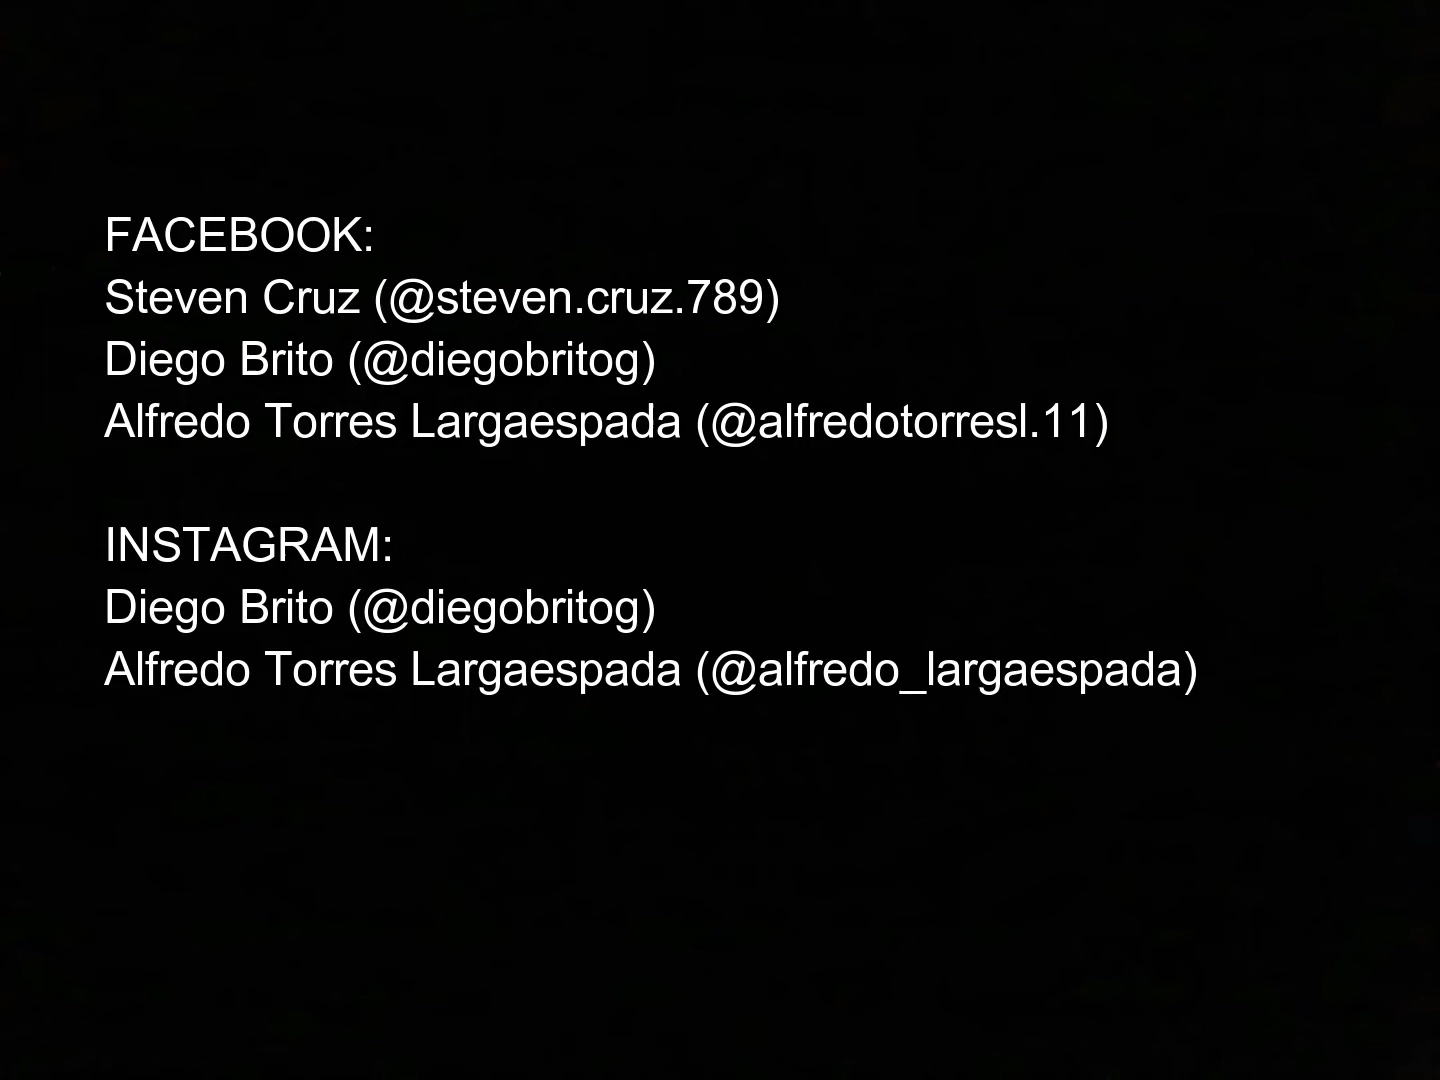 FACEBOOK:
Steven Cruz (@steven.cruz.789)
Diego Brito (@diegobritog)
Alfredo Torres Largaespada (@alfredotorresl.11)
INSTAGRAM:
Diego Brito (@diegobritog)
Alfredo Torres Largaespada (@alfredo_largaespada)